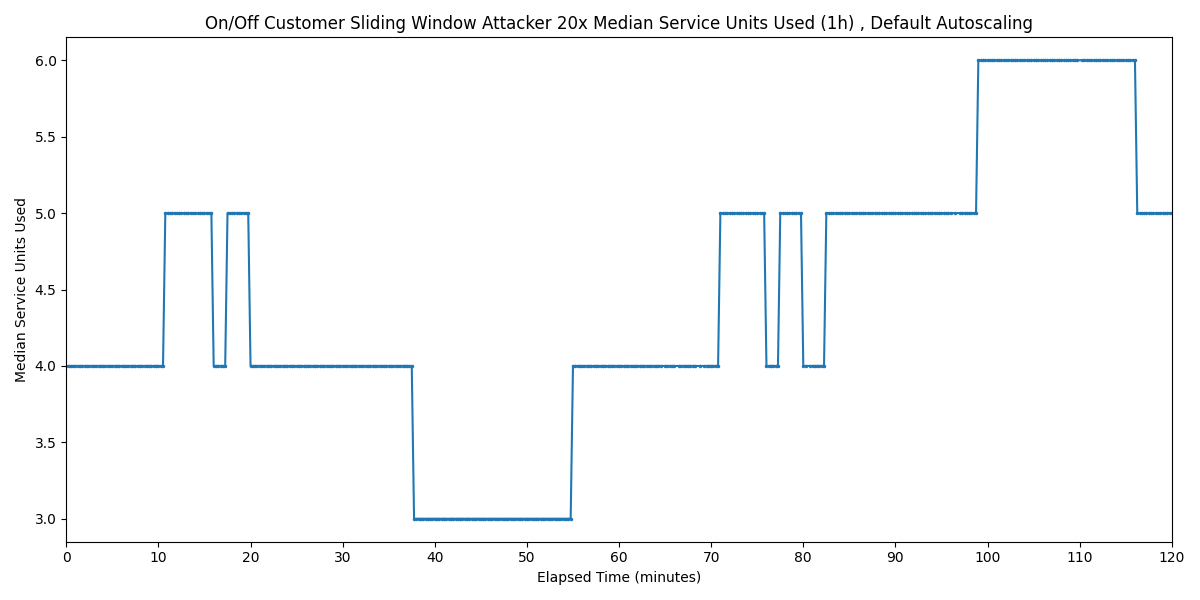 On/Off Customer Sliding Window Attacker 20x Median Service Units Used (1h) , Default Autoscaling
6.0
5.5
5.0
4.5
4.0
3.5
3.0
Median Service Units Used
0 10 20 30 40 50 60 70 80 90 100 110 120
Elapsed Time (minutes)